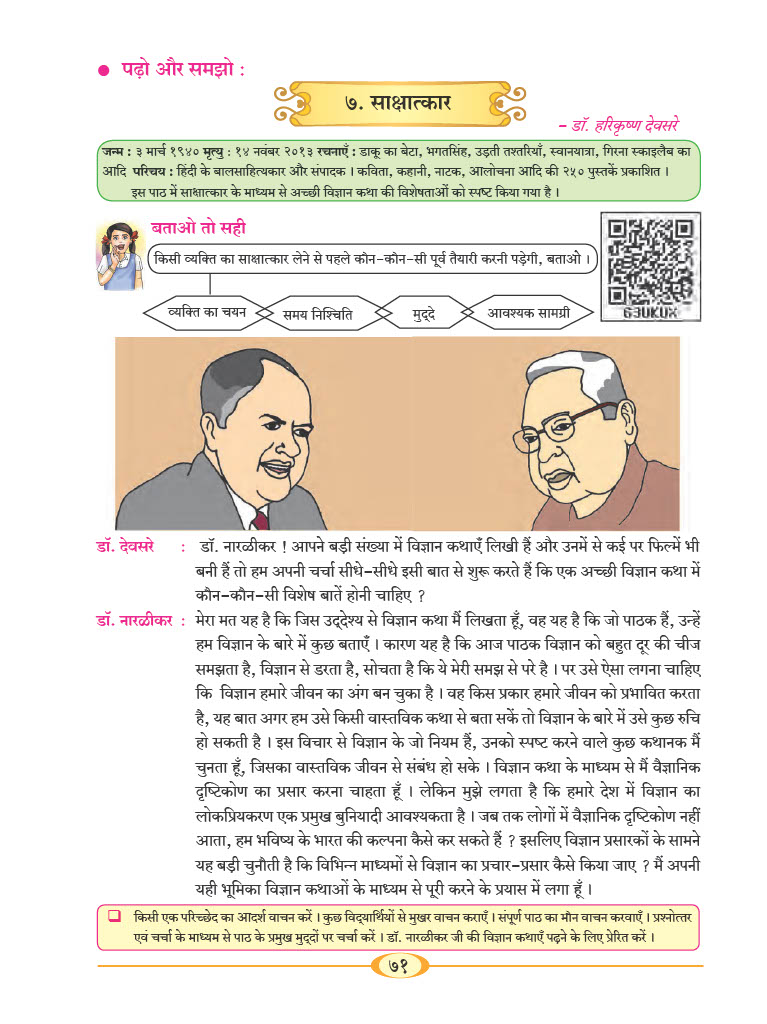 ● पढ़ो और समझो :
७. साक्षात्कार
– डॉ. हरिकृष्ण देवसरे
जन्म : ३ मार्च १९४० मृत्यु : १४ नवंबर २०१३ रचनाएँ : डाकू का बेटा, भगतसिंह, उड़ती तश्तरियाँ, स्वानयात्रा, गिरना स्काइलैब का
आदि परिचय : हिंदी के बालसाहित्यकार और संपादक । कविता, कहानी, नाटक, आलोचना आदि की २५० पुस्तकें प्रकाशित ।
इस पाठ में साक्षात्कार के माध्यम से अच्छी विज्ञान कथा की विशेषताओं को स्पष्ट किया गया है ।
बताओ तो सही
किसी व्यक्ति का साक्षात्कार लेने से पहले कौन-कौन-सी पूर्व तैयारी करनी पड़ेगी, बताओ ।
व्यक्ति का चयन समय निश्चिति मुद्दे आवश्यक सामग्री
G3UKUX
डॉ. देवसरे : डॉ. नारळीकर ! आपने बड़ी संख्या में विज्ञान कथाएँ लिखी हैं और उनमें से कई पर फिल्में भी
बनी हैं तो हम अपनी चर्चा सीधे-सीधे इसी बात से शुरू करते हैं कि एक अच्छी विज्ञान कथा में
कौन-कौन-सी विशेष बातें होनी चाहिए ?
डॉ. नारळीकर : मेरा मत यह है कि जिस उद्देश्य से विज्ञान कथा मैं लिखता हूँ, वह यह है कि जो पाठक हैं, उन्हें
हम विज्ञान के बारे में कुछ बताएँ । कारण यह है कि आज पाठक विज्ञान को बहुत दूर की चीज
समझता है, विज्ञान से डरता है, सोचता है कि ये मेरी समझ से परे है । पर उसे ऐसा लगना चाहिए
कि विज्ञान हमारे जीवन का अंग बन चुका है । वह किस प्रकार हमारे जीवन को प्रभावित करता
है, यह बात अगर हम उसे किसी वास्तविक कथा से बता सकें तो विज्ञान के बारे में उसे कुछ रुचि
हो सकती है । इस विचार से विज्ञान के जो नियम हैं, उनको स्पष्ट करने वाले कुछ कथानक मैं
चुनता हूँ, जिसका वास्तविक जीवन से संबंध हो सके । विज्ञान कथा के माध्यम से मैं वैज्ञानिक
दृष्टिकोण का प्रसार करना चाहता हूँ । लेकिन मुझे लगता है कि हमारे देश में विज्ञान का
लोकप्रियकरण एक प्रमुख बुनियादी आवश्यकता है । जब तक लोगों में वैज्ञानिक दृष्टिकोण नहीं
आता, हम भविष्य के भारत की कल्पना कैसे कर सकते हैं ? इसलिए विज्ञान प्रसारकों के सामने
यह बड़ी चुनौती है कि विभिन्न माध्यमों से विज्ञान का प्रचार-प्रसार कैसे किया जाए ? मैं अपनी
यही भूमिका विज्ञान कथाओं के माध्यम से पूरी करने के प्रयास में लगा हूँ ।
❑ किसी एक परिच्छेद का आदर्श वाचन करें । कुछ विद्यार्थियों से मुखर वाचन कराएँ । संपूर्ण पाठ का मौन वाचन करवाएँ । प्रश्नोत्तर
एवं चर्चा के माध्यम से पाठ के प्रमुख मुद्दों पर चर्चा करें । डॉ. नारळीकर जी की विज्ञान कथाएँ पढ़ने के लिए प्रेरित करें ।
७१